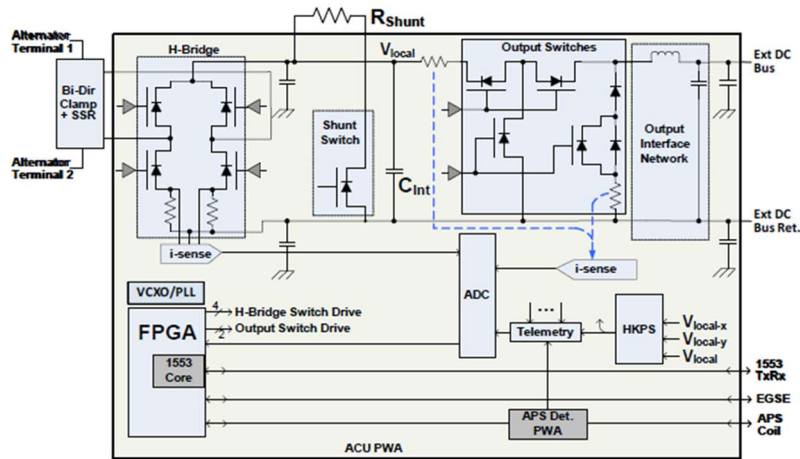 RShunt
Alternator
Terminal 1
H-Bridge
Vlocal
Output Switches
Ext DC
Bus
Bi-Dir
Clamp
+ SSR
Shunt
Switch
Output
Interface
Network
Alternator
Terminal 2
CInt
Ext DC
Bus Ret.
i-sense
ADC
i-sense
VCXO/PLL
4
H-Bridge Switch Drive
...
HKPS
Vlocal-x
FPGA
Output Switch Drive
2
Telemetry
Vlocal-y
Vlocal
1553
Core
1553
TxRx
EGSE
APS Det.
PWA
APS
Coil
ACU PWA